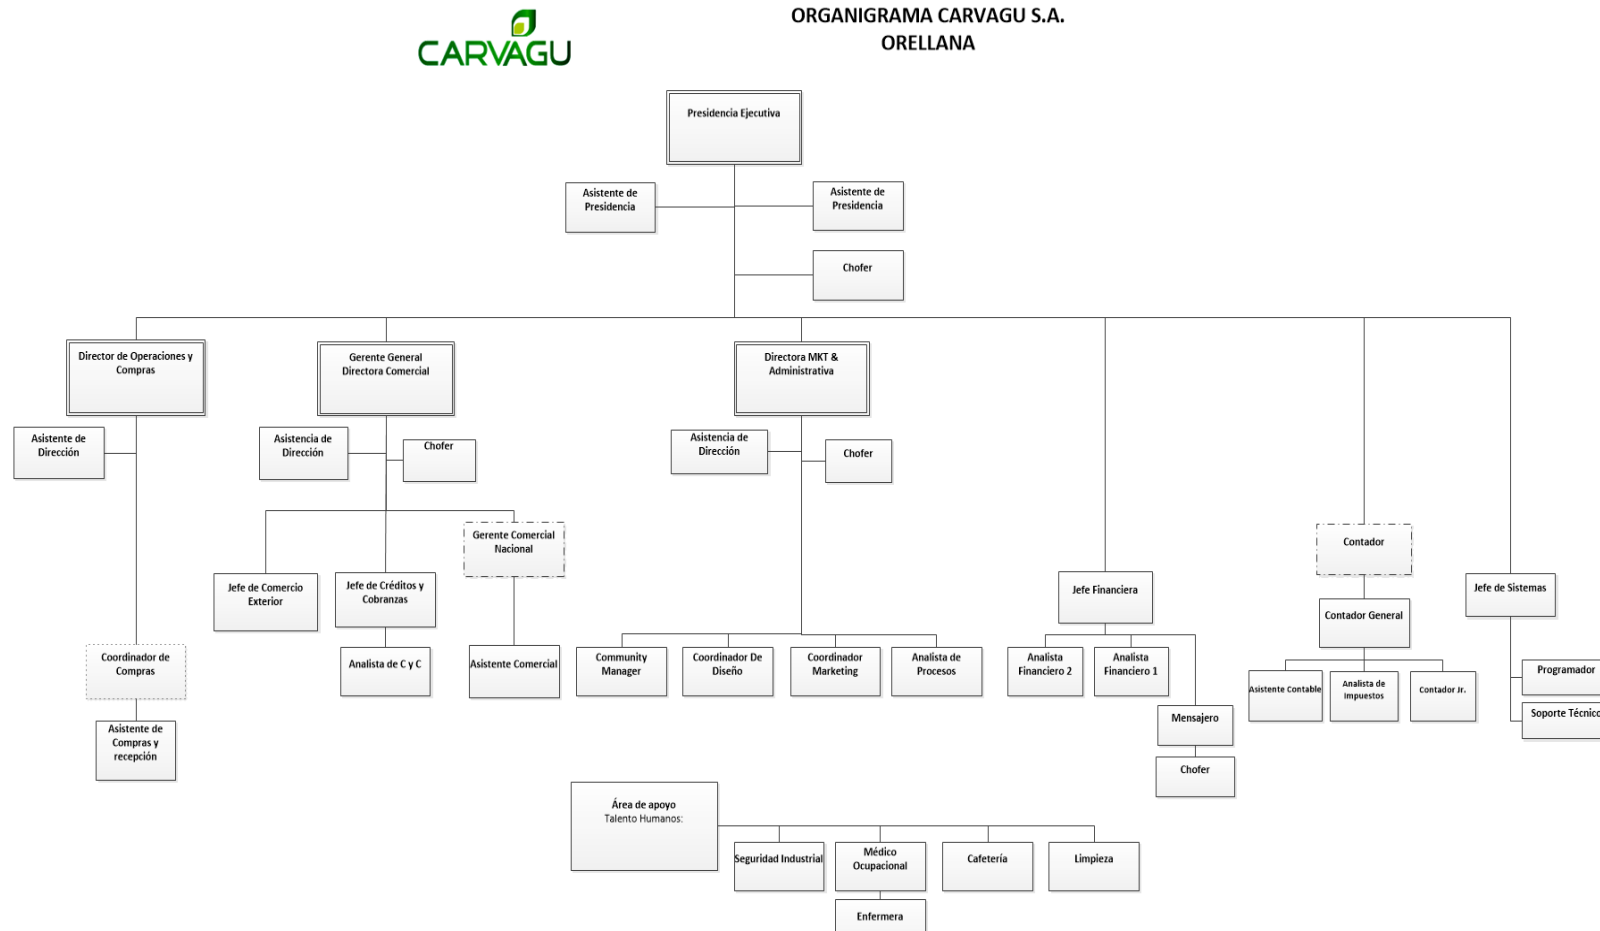 CARVAGU
ORGANIGRAMA CARVAGU S.A.
ORELLANA
Presidencia Ejecutiva
Asistente de
Presidencia
Asistente de
Presidencia
Chofer
Director de Operaciones y
Compras
Gerente General
Directora Comercial
Directora MKT &
Administrativa
Asistente de
Dirección
Asistencia de
Dirección
Chofer
Asistencia de
Dirección
Chofer
Gerente Comercial
Nacional
Contador
Jefe de Comercio
Exterior
Jefe de Créditos y
Cobranzas
Jefe Financiera
Jefe de Sistemas
Contador General
Coordinador de
Compras
Analista de C y C
Asistente Comercial
Community
Manager
Coordinador De
Diseño
Coordinador
Marketing
Analista de
Procesos
Analista
Financiero 2
Analista
Financiero 1
Asistente Contable
Analista de
Impuestos
Contador Jr.
Programador
Soporte Técnico
Asistente de
Compras y
recepción
Mensajero
Chofer
Área de apoyo
Talento Humanos:
Seguridad Industrial
Médico
Ocupacional
Cafetería
Limpieza
Enfermera